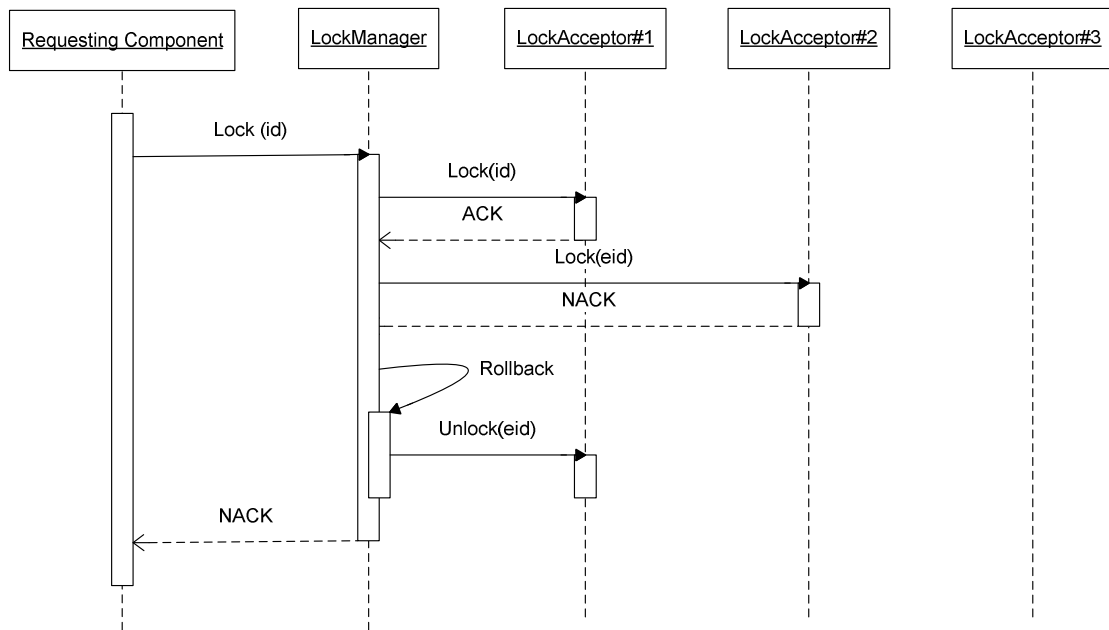 Requesting Component
LockManager
LockAcceptor#1
LockAcceptor#2
LockAcceptor#3
Lock (id)
Lock(id)
ACK
Lock(eid)
NACK
Rollback
Unlock(eid)
NACK